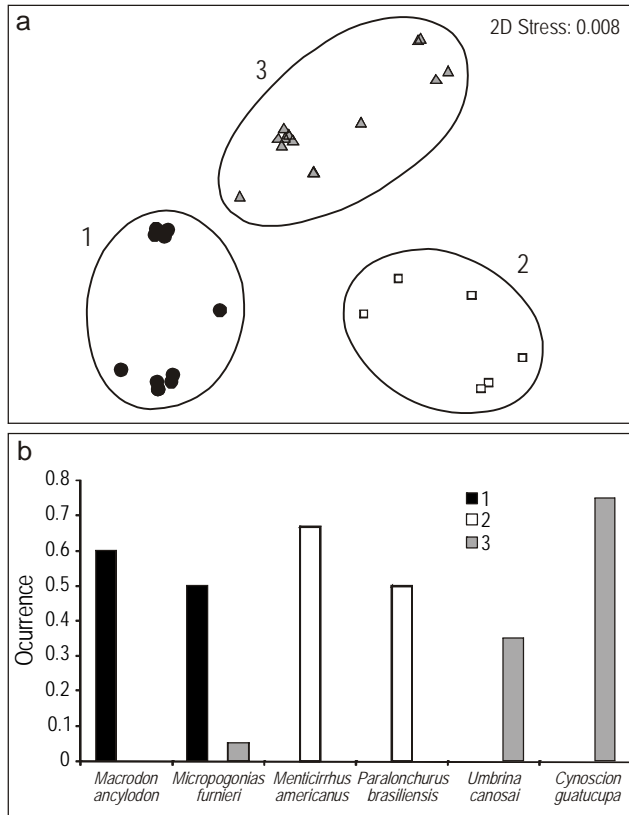 a
2D Stress: 0.008
3
1
2
b
0.8
0.7
0.6
0.5
0.4
0.3
0.2
0.1
0
Ocurrence
1
2
3
Macrodon
ancylodon
Micropogonias
furnieri
Menticirrhus
americanus
Paralonchurus
brasiliensis
Umbrina
canosai
Cynoscion
guatucupa